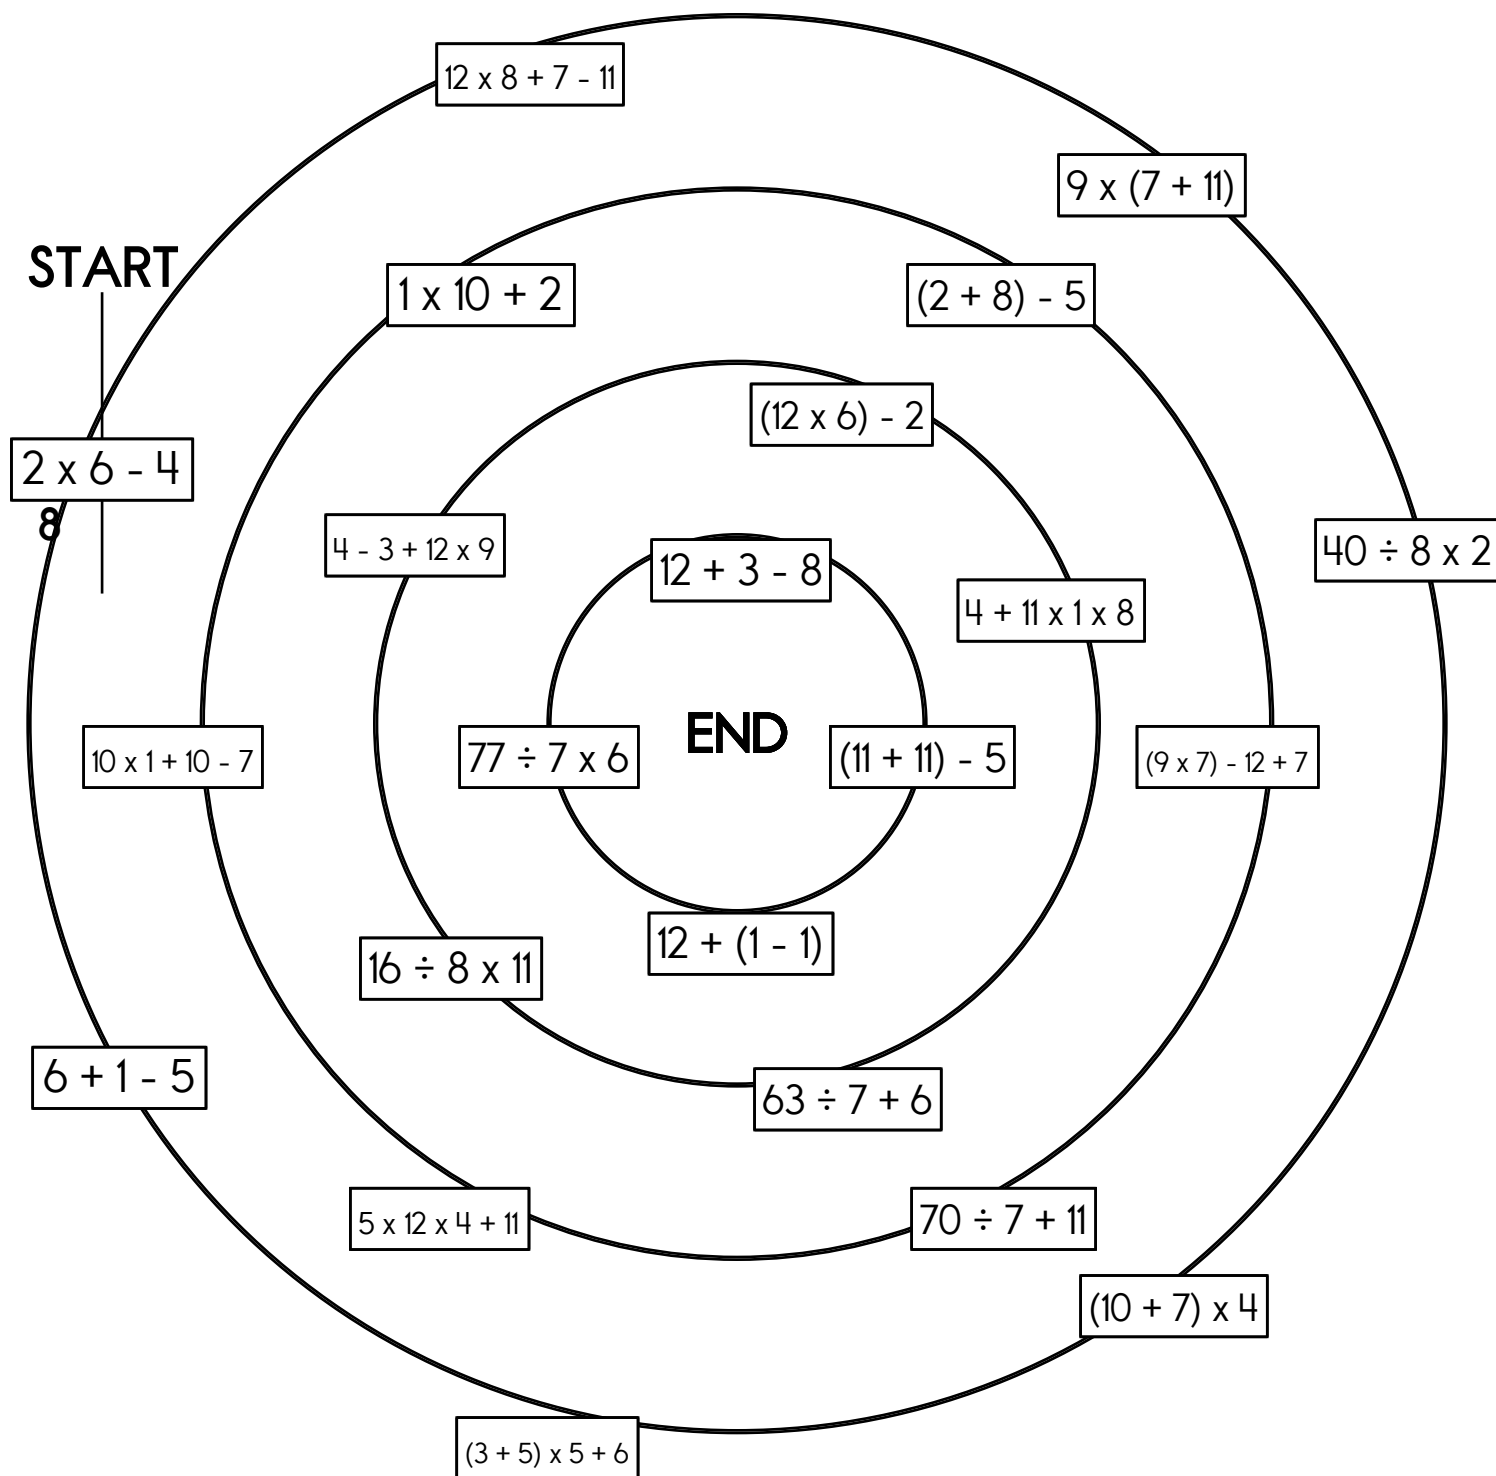 12 x 8 + 7 - 11
9 x (7 + 11)
START
1 x 10 + 2
(2 + 8) - 5
(12 x 6) - 2
2 x 6 - 4
8
4 - 3 + 12 x 9
12 + 3 - 8
40 ÷ 8 x 2
4 + 11 x 1 x 8
END
10 x 1 + 10 - 7
77 ÷ 7 x 6
(11 + 11) - 5
(9 x 7) - 12 + 7
12 + (1 - 1)
16 ÷ 8 x 11
6 + 1 - 5
63 ÷ 7 + 6
5 x 12 x 4 + 11
70 ÷ 7 + 11
(10 + 7) x 4
(3 + 5) x 5 + 6